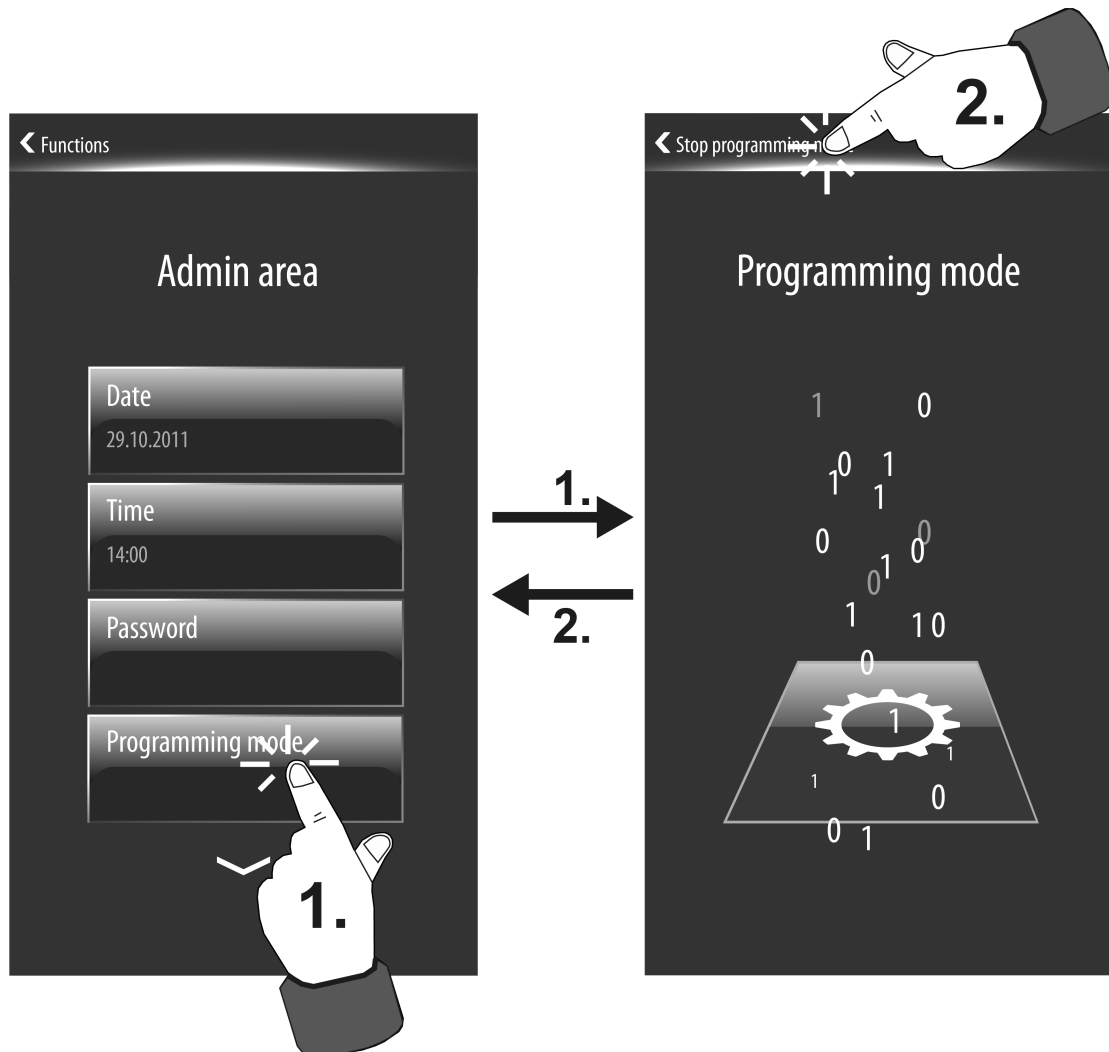 Functions
Admin area
Date
29.10.2011
Time
14:00
Password
Programming mode
1.
1.
2.
Stop programming
2.
Programming mode
1 0
1 0 1
1
0 0
1 0
0
1 1 0
0
1
1
1
0
0 1